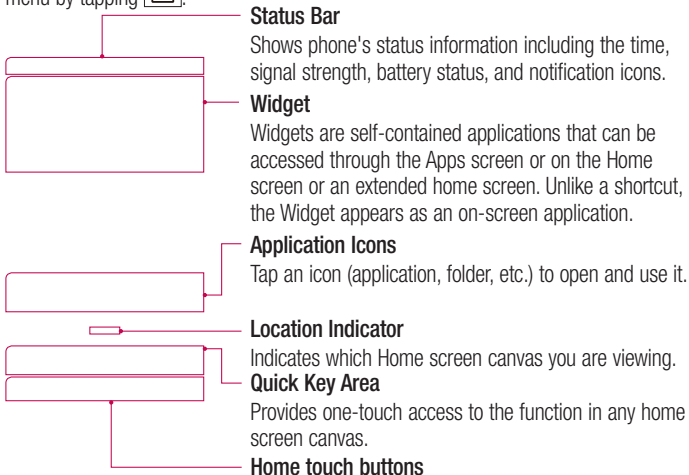 menu by tapping
Status Bar
Shows phone's status information including the time,
signal strength, battery status, and notification icons.
Widget
Widgets are self-contained applications that can be
accessed through the Apps screen or on the Home
screen or an extended home screen. Unlike a shortcut,
the Widget appears as an on-screen application.
Application Icons
Tap an icon (application, folder, etc.) to open and use it.
Location Indicator
Indicates which Home screen canvas you are viewing.
Quick Key Area
Provides one-touch access to the function in any home
screen canvas.
Home touch buttons